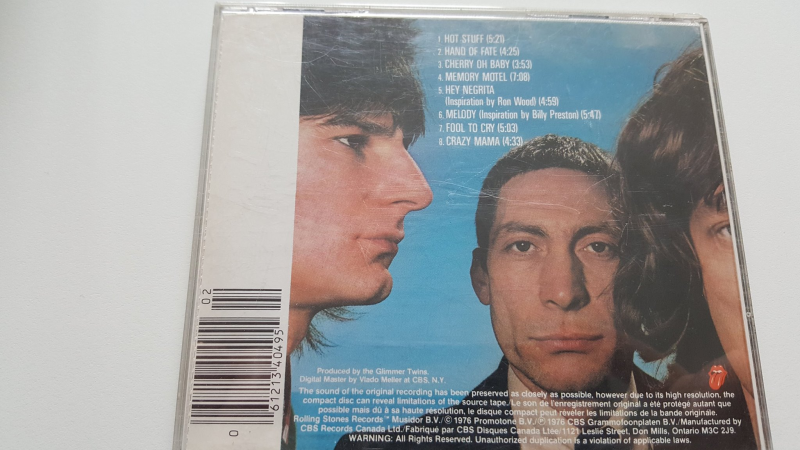 1 HOT STUFF (5:21)
2. HAND OF FATE (4:25)
3. CHERRY OH BABY (3:53)
4. MEMORY MOTEL (7:08)
5. HEY NEGRITA
(Inspiration by Ron Wood) (4:59)
6. MELODY (Inspiration by Billy Preston) (5:47)
7. FOOL TO CRY (5:03)
8. CRAZY MAMA (4:33)
02
61213 40495
0
Produced by the Glimmer Twins.
Digital Master by Vlado Meller at CBS, N.Y.
The sound of the original recording has been preserved as closely as possible, however due to its high resolution, the
compact disc can reveal limitations of the source tape. Le son de l'enregistrement original a été protégé autant que
possible mais dû à sa haute résolution, le disque compact peut révéler les limitations de la bande originale.
Rolling Stones Records™ Musidor B.V./© 1976 Promotone B.V./℗ 1976 CBS Grammofoonplaten B.V./Manufactured by
CBS Records Canada Ltd./Fabriqué par CBS Disques Canada Ltée/1121 Leslie Street, Don Mills, Ontario M3C 2J9.
WARNING: All Rights Reserved. Unauthorized duplication is a violation of applicable laws.